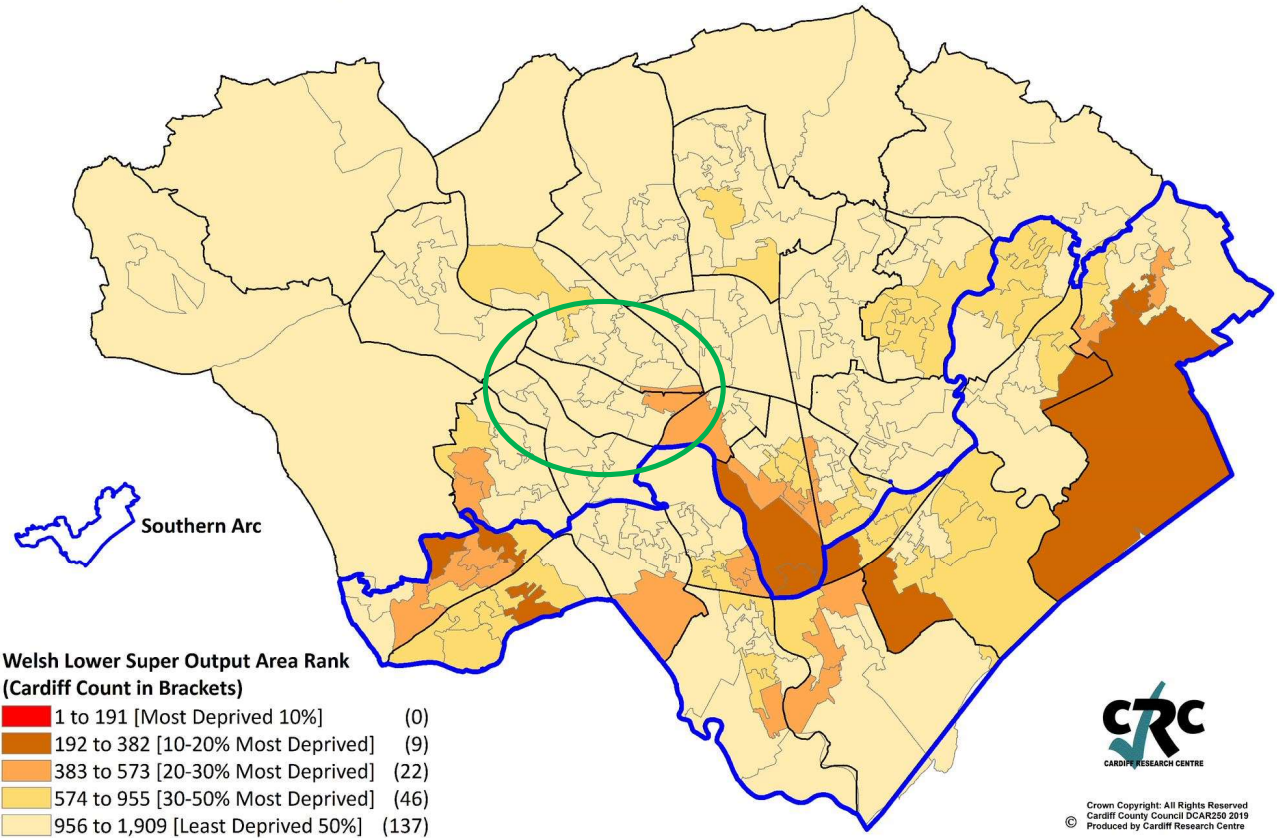 Southern Arc
Welsh Lower Super Output Area Rank
(Cardiff Count in Brackets)
1 to 191 [Most Deprived 10%] (0)
192 to 382 [10-20% Most Deprived] (9)
383 to 573 [20-30% Most Deprived] (22)
574 to 955 [30-50% Most Deprived] (46)
956 to 1,909 [Least Deprived 50%] (137)
CRC
CARDIFF RESEARCH CENTRE
Crown Copyright: All Rights Reserved
Cardiff County Council DCAR250 2019
© Produced by Cardiff Research Centre